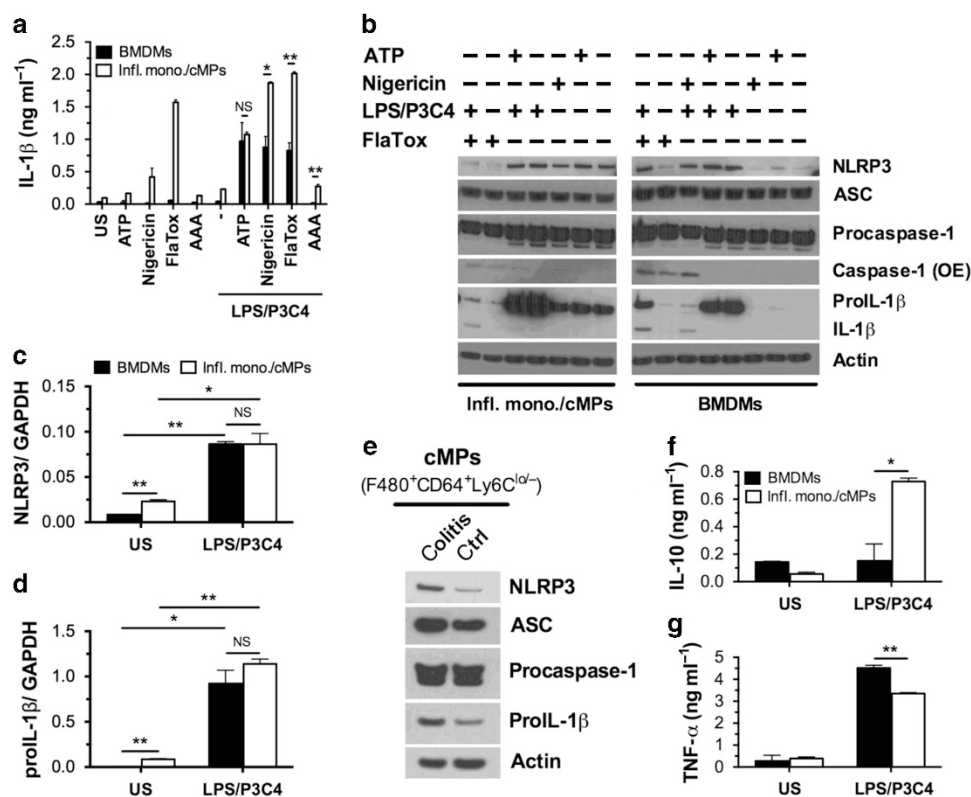 a
IL-1β (ng ml⁻¹)
2.5
2.0
1.5
1.0
0.5
0.0
BMDMs
Infl. mono./cMPs
NS
*
**
**
US
ATP
Nigericin
FlaTox
AAA
-
ATP
Nigericin
FlaTox
AAA
LPS/P3C4
b
ATP − − + − − + − − − + − − + −
Nigericin − − − − + − − − − − − + − −
LPS/P3C4 + − + + − − − + − + + + − − −
FlaTox + + − − − − − + + − − − − − −
NLRP3
ASC
Procaspase-1
Caspase-1 (OE)
ProIL-1β
IL-1β
Actin
Infl. mono./cMPs
BMDMs
c
BMDMs
Infl. mono./cMPs
NLRP3/ GAPDH
0.15
0.10
0.05
0.00
*
**
NS
**
US
LPS/P3C4
d
proIL-1β/ GAPDH
1.5
1.0
0.5
0.0
**
*
NS
**
US
LPS/P3C4
e
cMPs
(F480⁺CD64⁺Ly6Clo/−)
Colitis
Ctrl
NLRP3
ASC
Procaspase-1
ProIL-1β
Actin
f
IL-10 (ng ml⁻¹)
0.8
0.6
0.4
0.2
0.0
BMDMs
Infl. mono./cMPs
*
US
LPS/P3C4
g
TNF-α (ng ml⁻¹)
5
4
3
2
1
0
**
US
LPS/P3C4